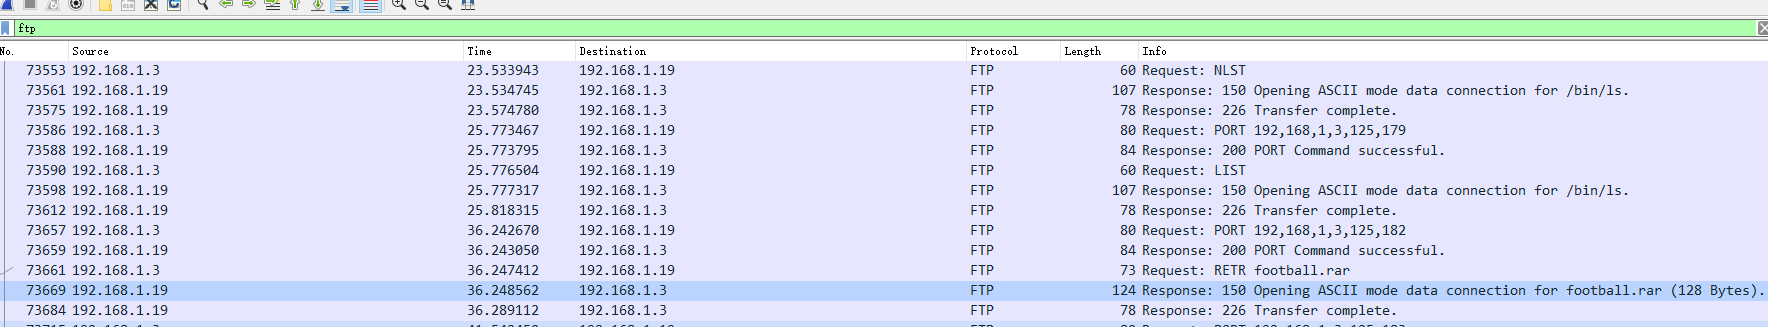 ftp
No. Source Time Destination Protocol Length Info
73553 192.168.1.3 23.533943 192.168.1.19 FTP 60 Request: NLST
73561 192.168.1.19 23.534745 192.168.1.3 FTP 107 Response: 150 Opening ASCII mode data connection for /bin/ls.
73575 192.168.1.19 23.574780 192.168.1.3 FTP 78 Response: 226 Transfer complete.
73586 192.168.1.3 25.773467 192.168.1.19 FTP 80 Request: PORT 192,168,1,3,125,179
73588 192.168.1.19 25.773795 192.168.1.3 FTP 84 Response: 200 PORT Command successful.
73590 192.168.1.3 25.776504 192.168.1.19 FTP 60 Request: LIST
73598 192.168.1.19 25.777317 192.168.1.3 FTP 107 Response: 150 Opening ASCII mode data connection for /bin/ls.
73612 192.168.1.19 25.818315 192.168.1.3 FTP 78 Response: 226 Transfer complete.
73657 192.168.1.3 36.242670 192.168.1.19 FTP 80 Request: PORT 192,168,1,3,125,182
73659 192.168.1.19 36.243050 192.168.1.3 FTP 84 Response: 200 PORT Command successful.
73661 192.168.1.3 36.247412 192.168.1.19 FTP 73 Request: RETR football.rar
73669 192.168.1.19 36.248562 192.168.1.3 FTP 124 Response: 150 Opening ASCII mode data connection for football.rar (128 Bytes).
73684 192.168.1.19 36.289112 192.168.1.3 FTP 78 Response: 226 Transfer complete.